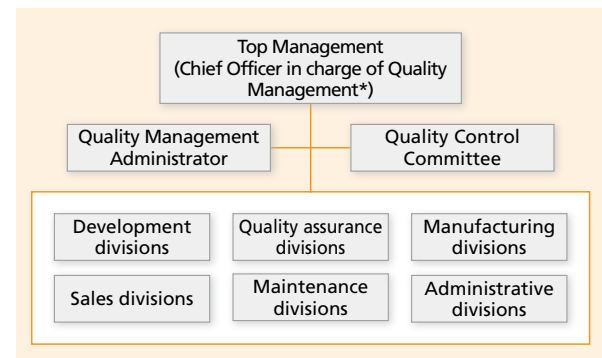 Top Management
(Chief Officer in charge of Quality
Management*)
Quality Management
Administrator
Quality Control
Committee
Development
divisions
Quality assurance
divisions
Manufacturing
divisions
Sales divisions
Maintenance
divisions
Administrative
divisions